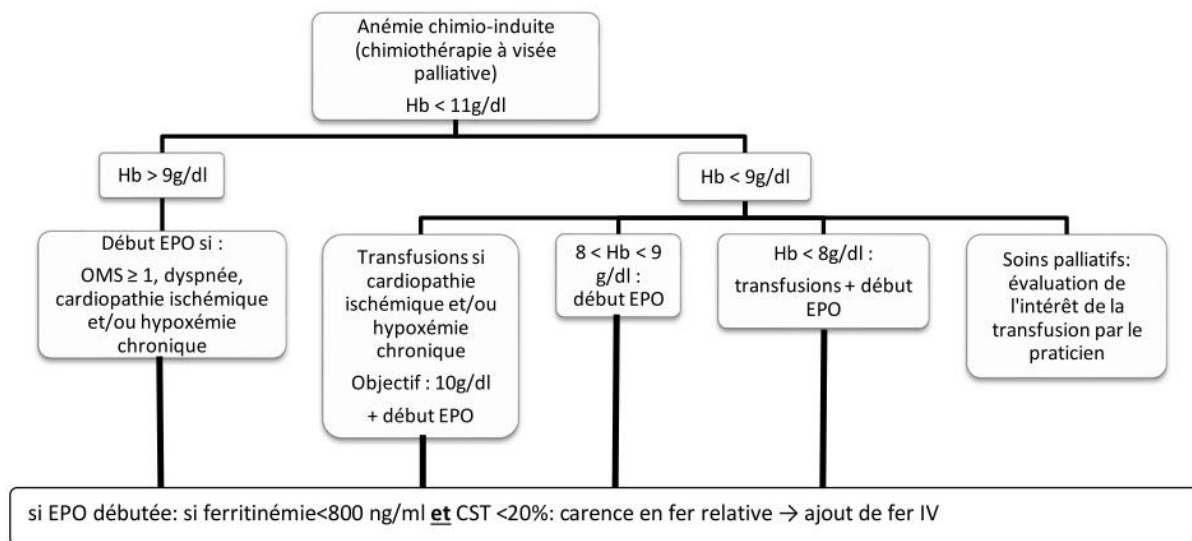 Anémie chimio-induite
(chimiothérapie à visée
palliative)
Hb < 11g/dl
Hb > 9g/dl
Hb < 9g/dl
Début EPO si :
OMS ≥ 1, dyspnée,
cardiopathie ischémique
et/ou hypoxémie
chronique
Transfusions si
cardiopathie
ischémique et/ou
hypoxémie
chronique
Objectif : 10g/dl
+ début EPO
8 < Hb < 9
g/dl :
début EPO
Hb < 8g/dl :
transfusions + début
EPO
Soins palliatifs:
évaluation de
l'intérêt de la
transfusion par le
praticien
si EPO débutée: si ferritinémie<800 ng/ml et CST <20%: carence en fer relative → ajout de fer IV